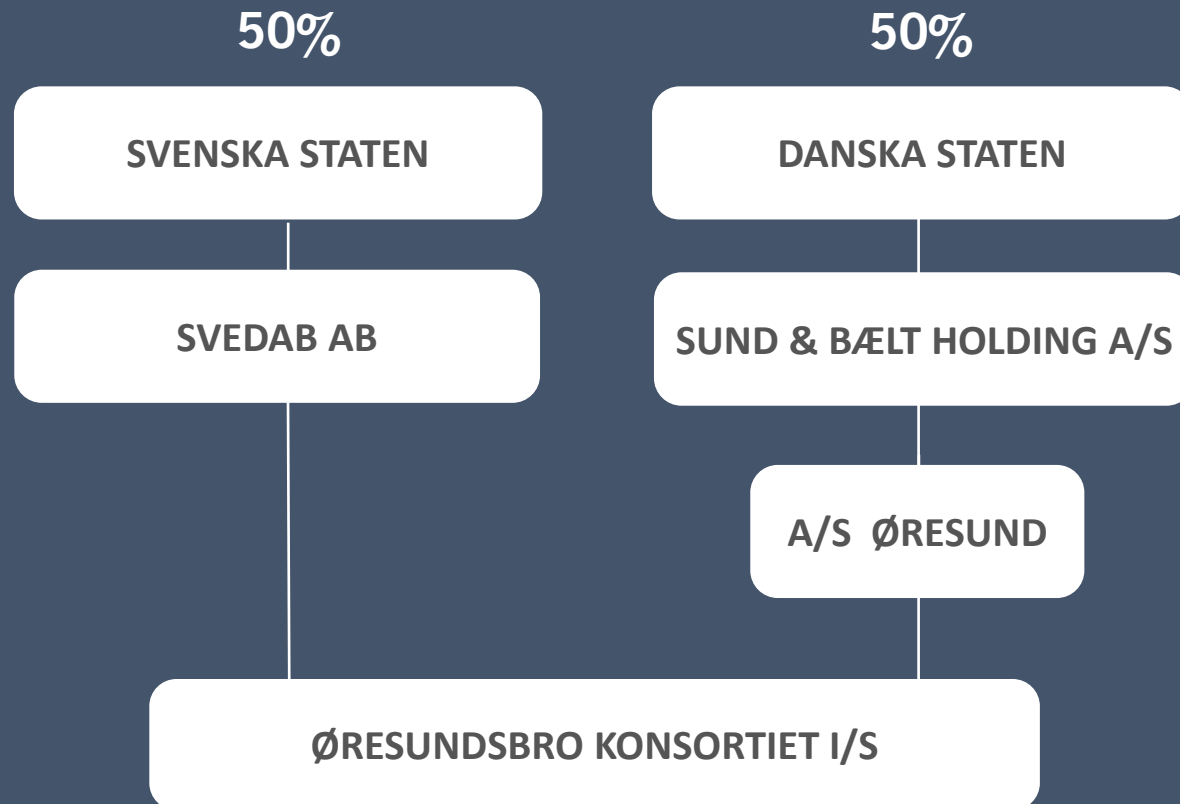 50%
50%
SVENSKA STATEN
DANSKA STATEN
SVEDAB AB
SUND & BÆLT HOLDING A/S
A/S ØRESUND
ØRESUNDSBRO KONSORTIET I/S